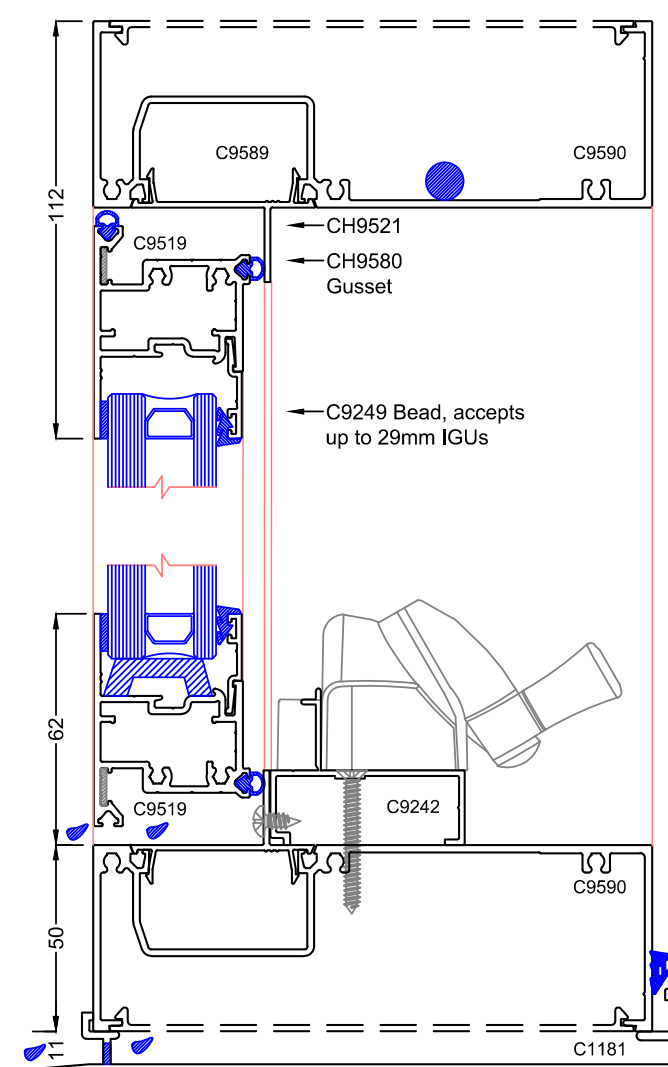 C9589
C9590
112
CH9521
C9519
CH9580
Gusset
C9249 Bead, accepts
up to 29mm IGUs
62
C9519
C9242
C9590
50
11
C1181